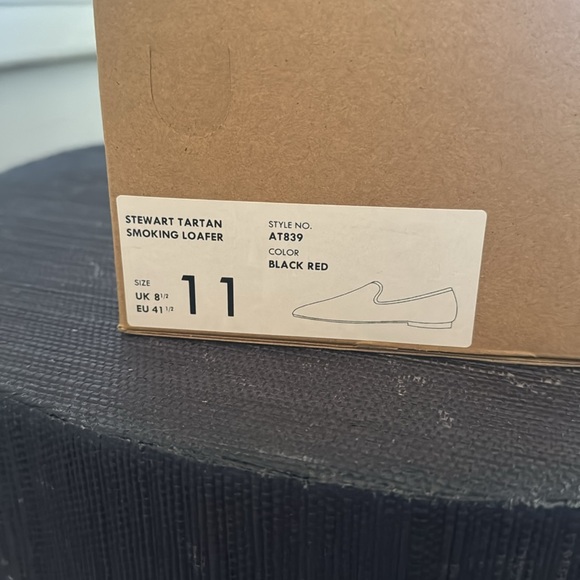 STEWART TARTAN
SMOKING LOAFER
STYLE NO.
AT839
COLOR
BLACK RED
SIZE
UK 8 1/2
EU 41 1/2
11